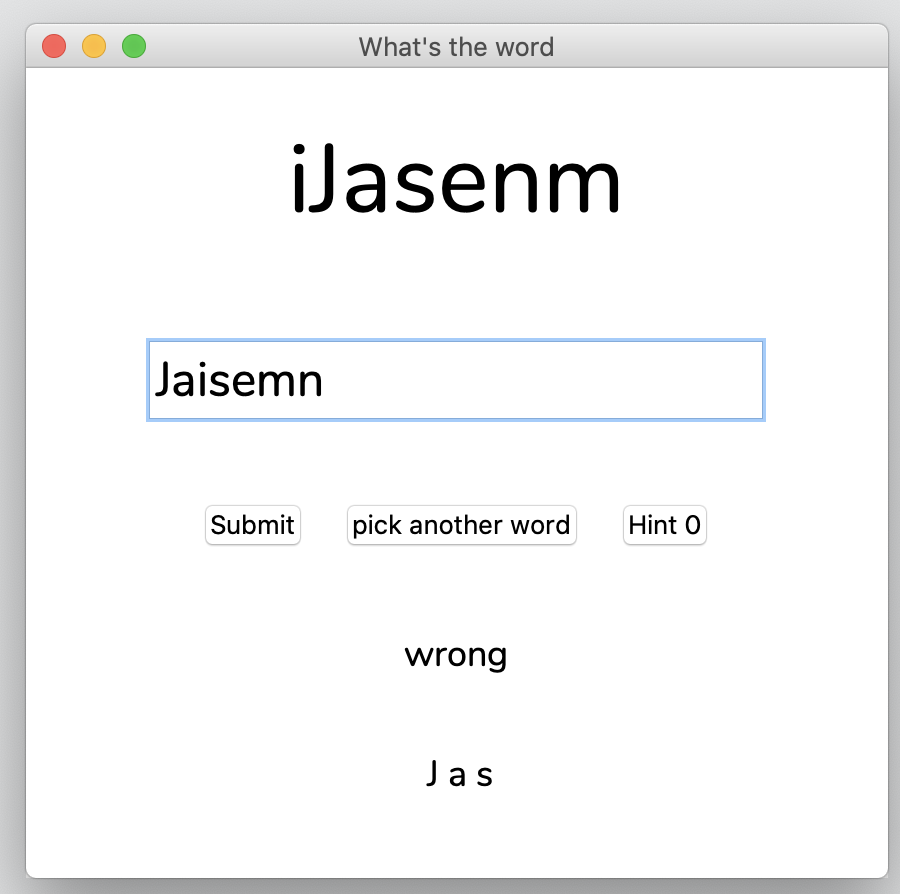 What's the word
iJasenm
Jaisemn
Submit pick another word Hint 0
wrong
J a s